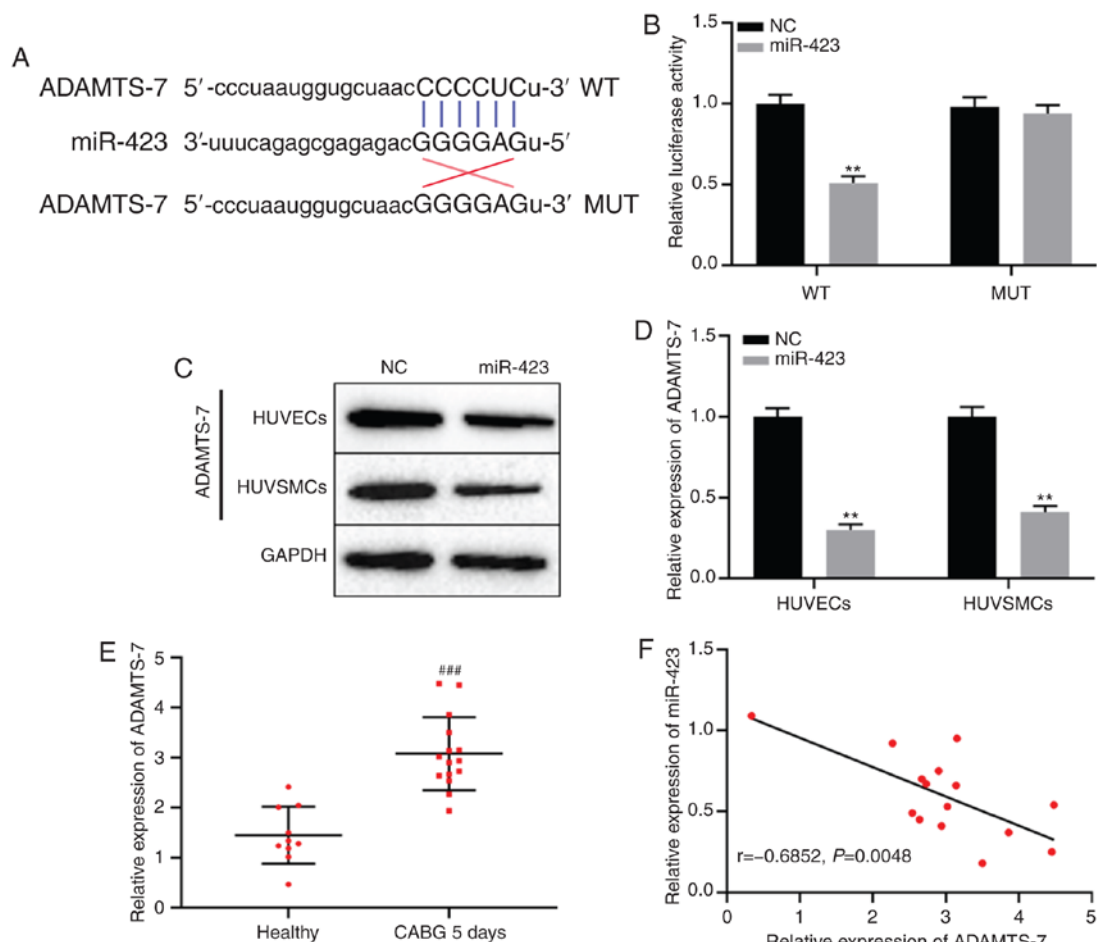 A
ADAMTS-7 5′-cccuaauggugcuaacCCCCUCu-3′ WT
miR-423 3′-uuucagagcgagagacGGGGAGu-5′
ADAMTS-7 5′-cccuaauggugcuaacGGGGAGu-3′ MUT
B
NC
miR-423
Relative luciferase activity
1.5
1.0
0.5
0.0
**
WT MUT
C
NC miR-423
ADAMTS-7
HUVECs
HUVSMCs
GAPDH
D
NC
miR-423
Relative expression of ADAMTS-7
1.5
1.0
0.5
0.0
** **
HUVECs HUVSMCs
E
Relative expression of ADAMTS-7
5
4
3
2
1
0
###
Healthy CABG 5 days
F
Relative expression of miR-423
1.5
1.0
0.5
0.0
r=-0.6852, P=0.0048
0 1 2 3 4 5
Relative expression of ADAMTS-7